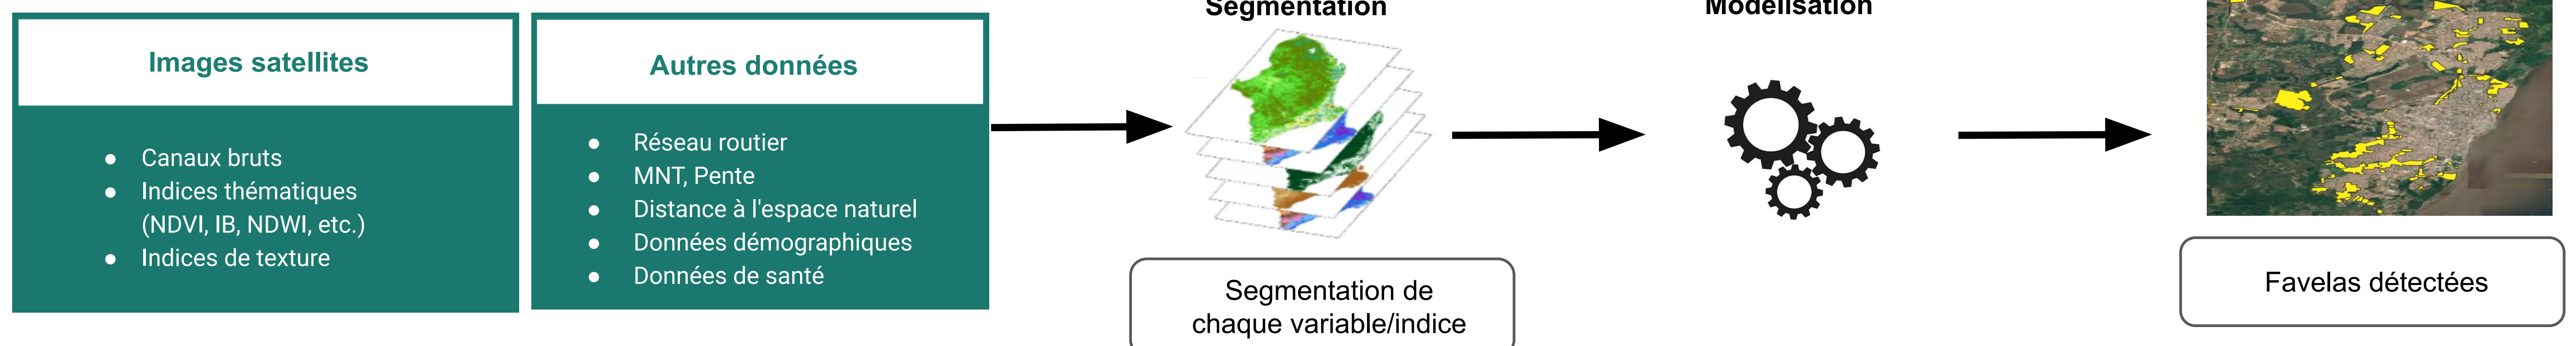 Segmentation
Modélisation
Images satellites
Autres données
Canaux bruts
Indices thématiques
(NDVI, IB, NDWI, etc.)
Indices de texture
Réseau routier
MNT, Pente
Distance à l'espace naturel
Données démographiques
Données de santé
Segmentation de
chaque variable/indice
Favelas détectées